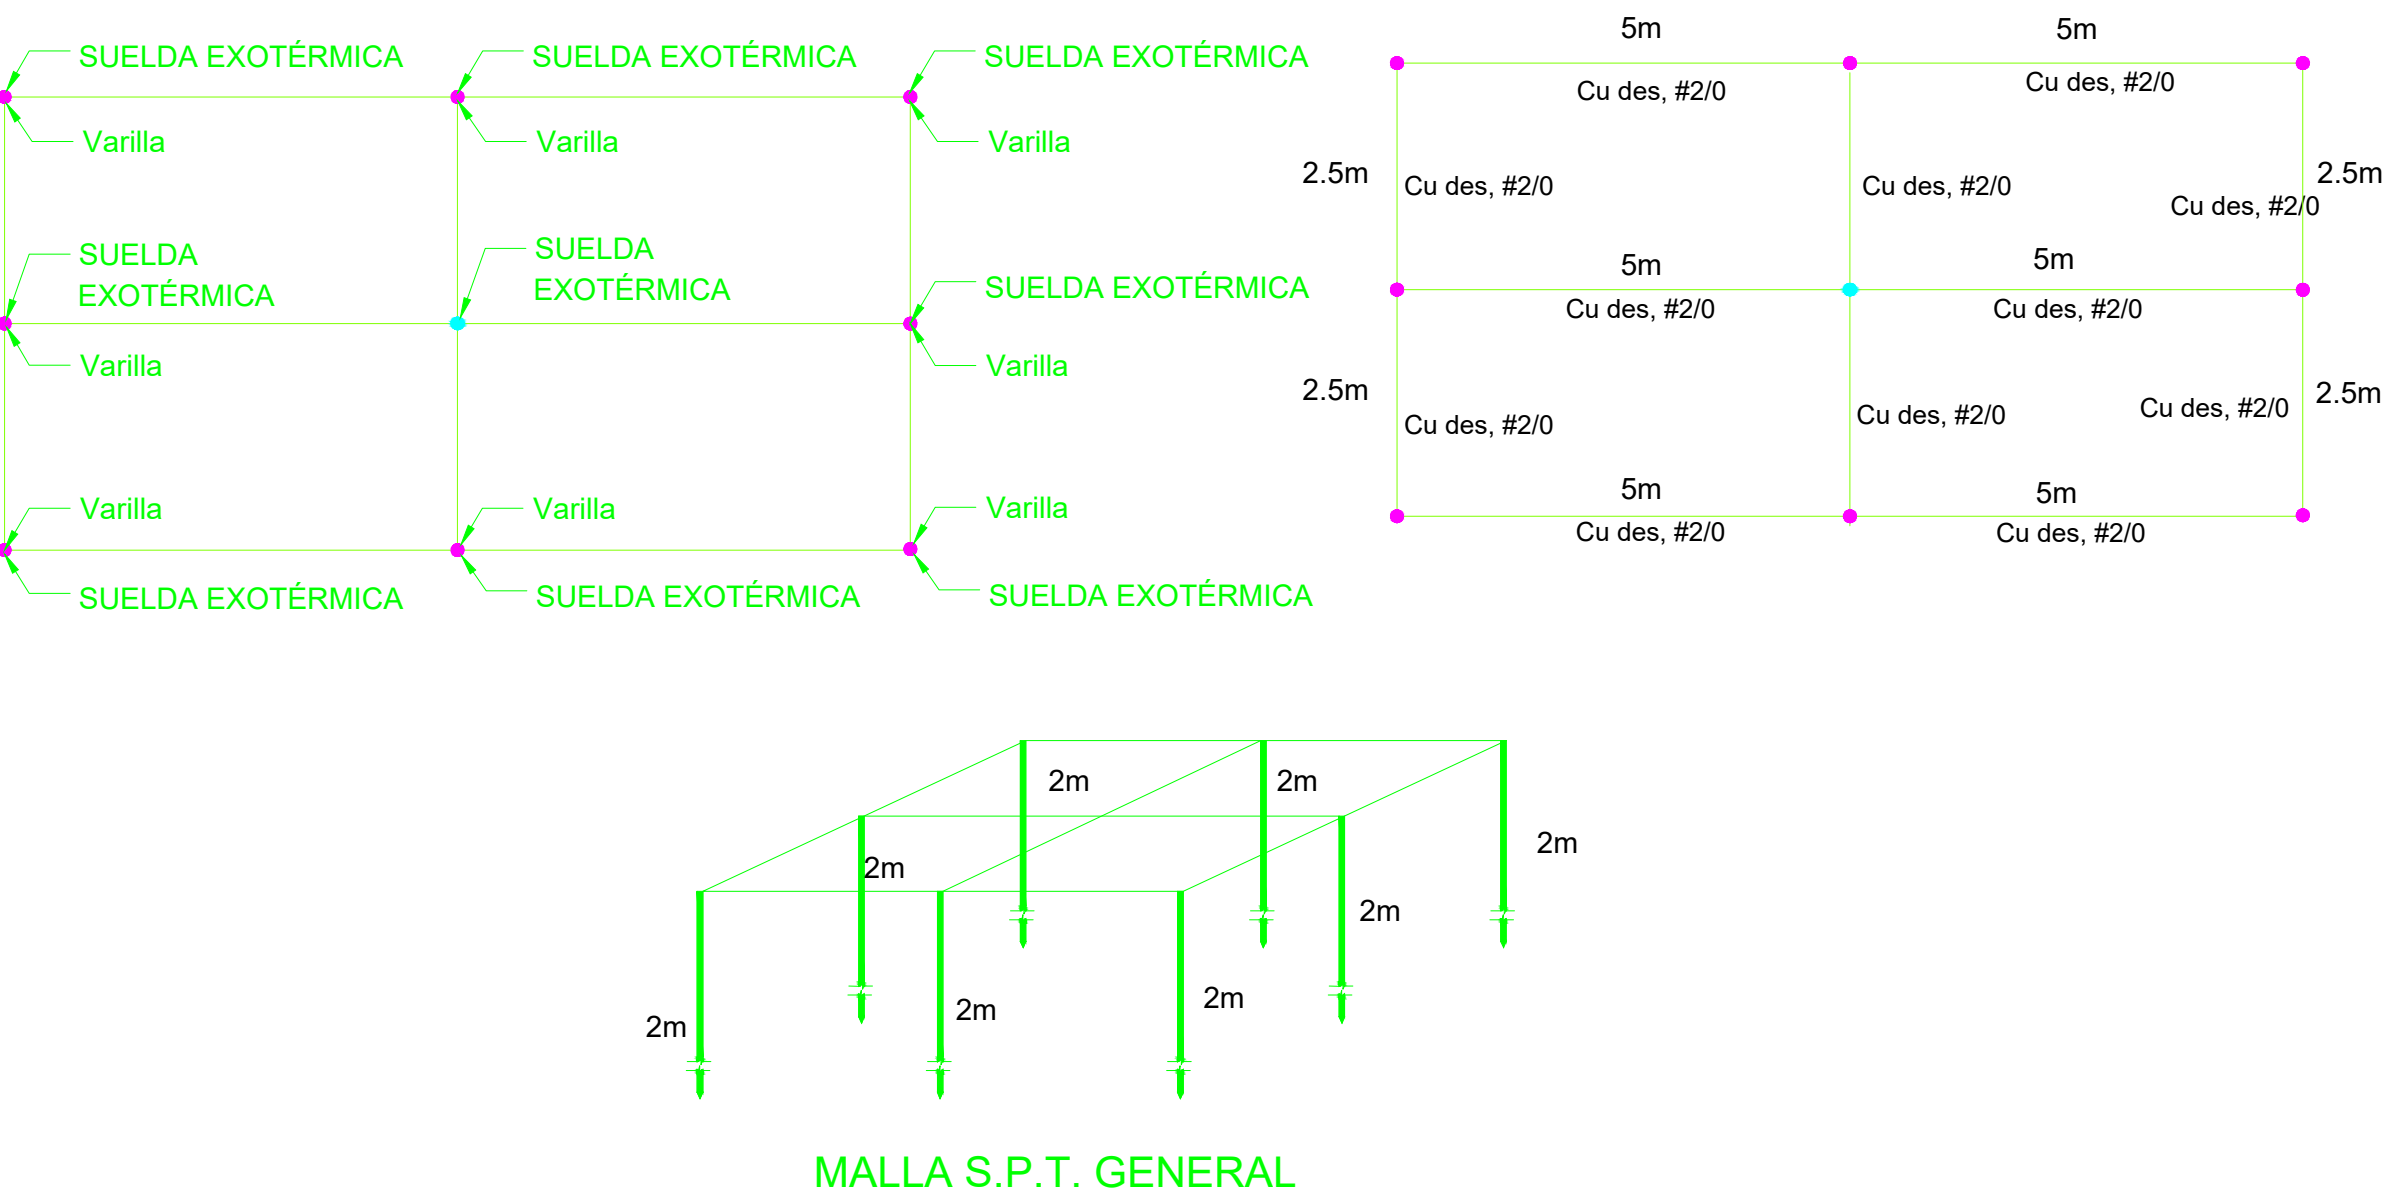 SUELDA EXOTÉRMICA
SUELDA EXOTÉRMICA
SUELDA EXOTÉRMICA
Varilla
Varilla
Varilla
SUELDA
EXOTÉRMICA
SUELDA
EXOTÉRMICA
SUELDA EXOTÉRMICA
Varilla
Varilla
Varilla
Varilla
Varilla
SUELDA EXOTÉRMICA
SUELDA EXOTÉRMICA
SUELDA EXOTÉRMICA
5m
5m
Cu des, #2/0
Cu des, #2/0
2.5m
Cu des, #2/0
Cu des, #2/0
Cu des, #2/0
2.5m
5m
5m
Cu des, #2/0
Cu des, #2/0
2.5m
Cu des, #2/0
Cu des, #2/0
Cu des, #2/0
2.5m
5m
5m
Cu des, #2/0
Cu des, #2/0
2m
2m
2m
2m
2m
2m
2m
2m
MALLA S.P.T. GENERAL